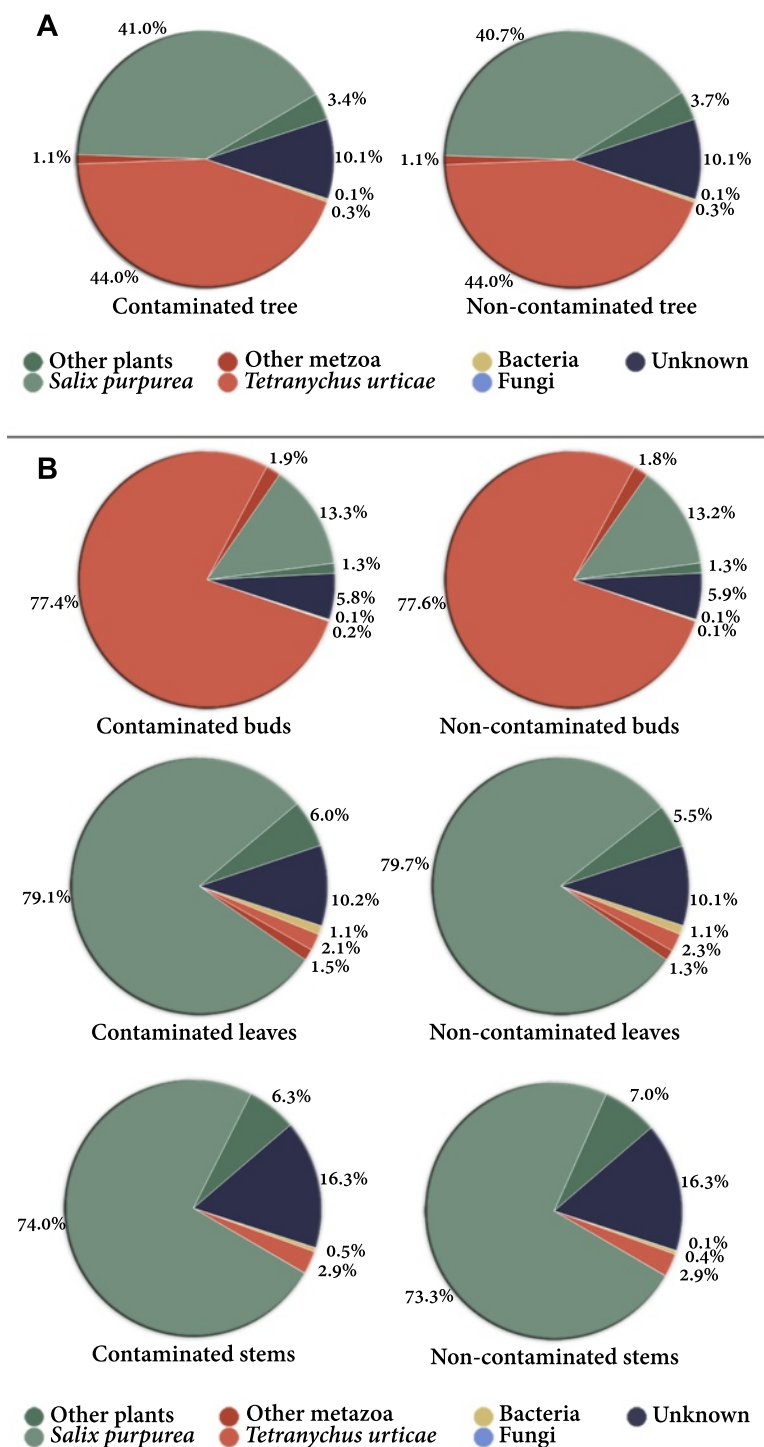 A
41.0%
40.7%
3.4%
3.7%
1.1%
10.1%
1.1%
10.1%
0.1%
0.1%
0.3%
0.3%
44.0%
44.0%
Contaminated tree
Non-contaminated tree
Other plants
Other metzoa
Bacteria
Unknown
Salix purpurea
Tetranychus urticae
Fungi
B
1.9%
1.8%
13.3%
13.2%
1.3%
1.3%
77.4%
5.8%
77.6%
5.9%
0.1%
0.1%
0.2%
0.1%
Contaminated buds
Non-contaminated buds
6.0%
5.5%
79.1%
79.7%
10.2%
10.1%
1.1%
1.1%
2.1%
2.3%
1.5%
1.3%
Contaminated leaves
Non-contaminated leaves
6.3%
7.0%
16.3%
16.3%
74.0%
0.5%
0.1%
0.4%
2.9%
2.9%
73.3%
Contaminated stems
Non-contaminated stems
Other plants
Other metazoa
Bacteria
Unknown
Salix purpurea
Tetranychus urticae
Fungi